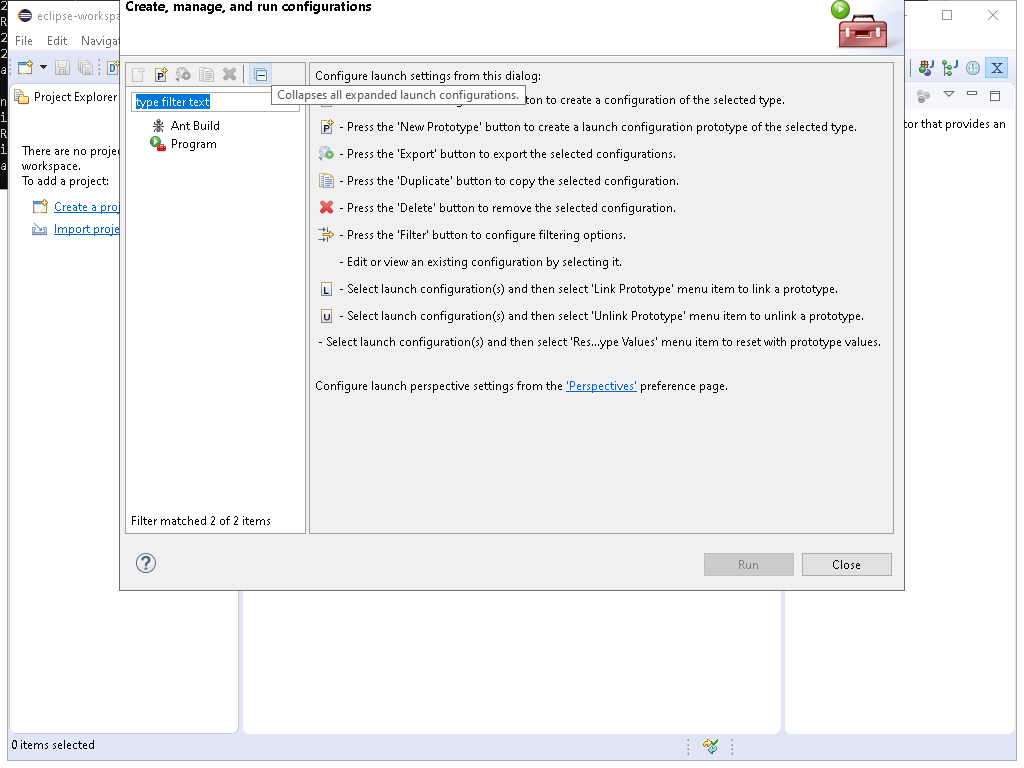 Create, manage, and run configurations
eclipse-workspa
File Edit Naviga
Project Explorer
There are no projec
workspace.
To add a project:
Create a proj
Import proje
type filter text
Ant Build
Program
Filter matched 2 of 2 items
Configure launch settings from this dialog:
Collapses all expanded launch configurations.
ton to create a configuration of the selected type.
- Press the 'New Prototype' button to create a launch configuration prototype of the selected type.
- Press the 'Export' button to export the selected configurations.
- Press the 'Duplicate' button to copy the selected configuration.
- Press the 'Delete' button to remove the selected configuration.
- Press the 'Filter' button to configure filtering options.
- Edit or view an existing configuration by selecting it.
- Select launch configuration(s) and then select 'Link Prototype' menu item to link a prototype.
- Select launch configuration(s) and then select 'Unlink Prototype' menu item to unlink a prototype.
- Select launch configuration(s) and then select 'Res...ype Values' menu item to reset with prototype values.
Configure launch perspective settings from the 'Perspectives' preference page.
Run Close
tor that provides an
0 items selected